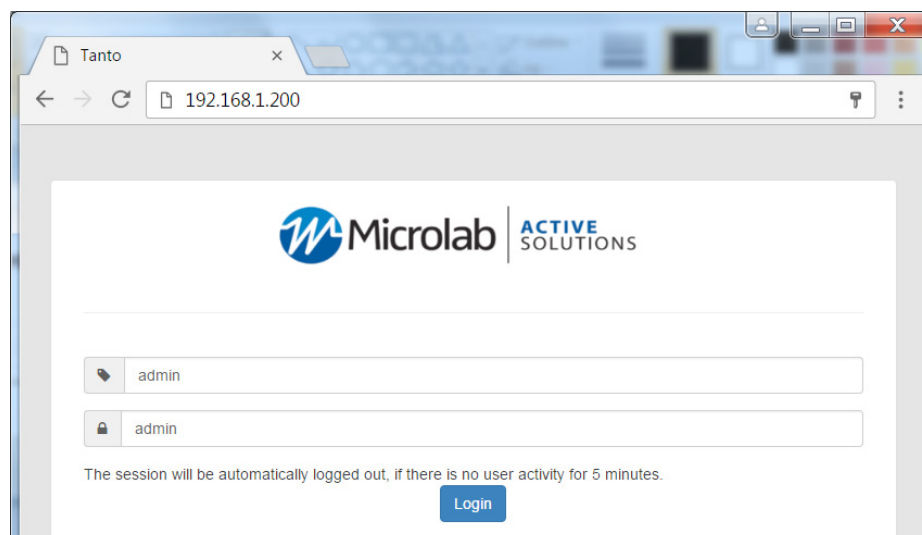 Tanto
192.168.1.200
Microlab ACTIVE SOLUTIONS
admin
admin
The session will be automatically logged out, if there is no user activity for 5 minutes.
Login